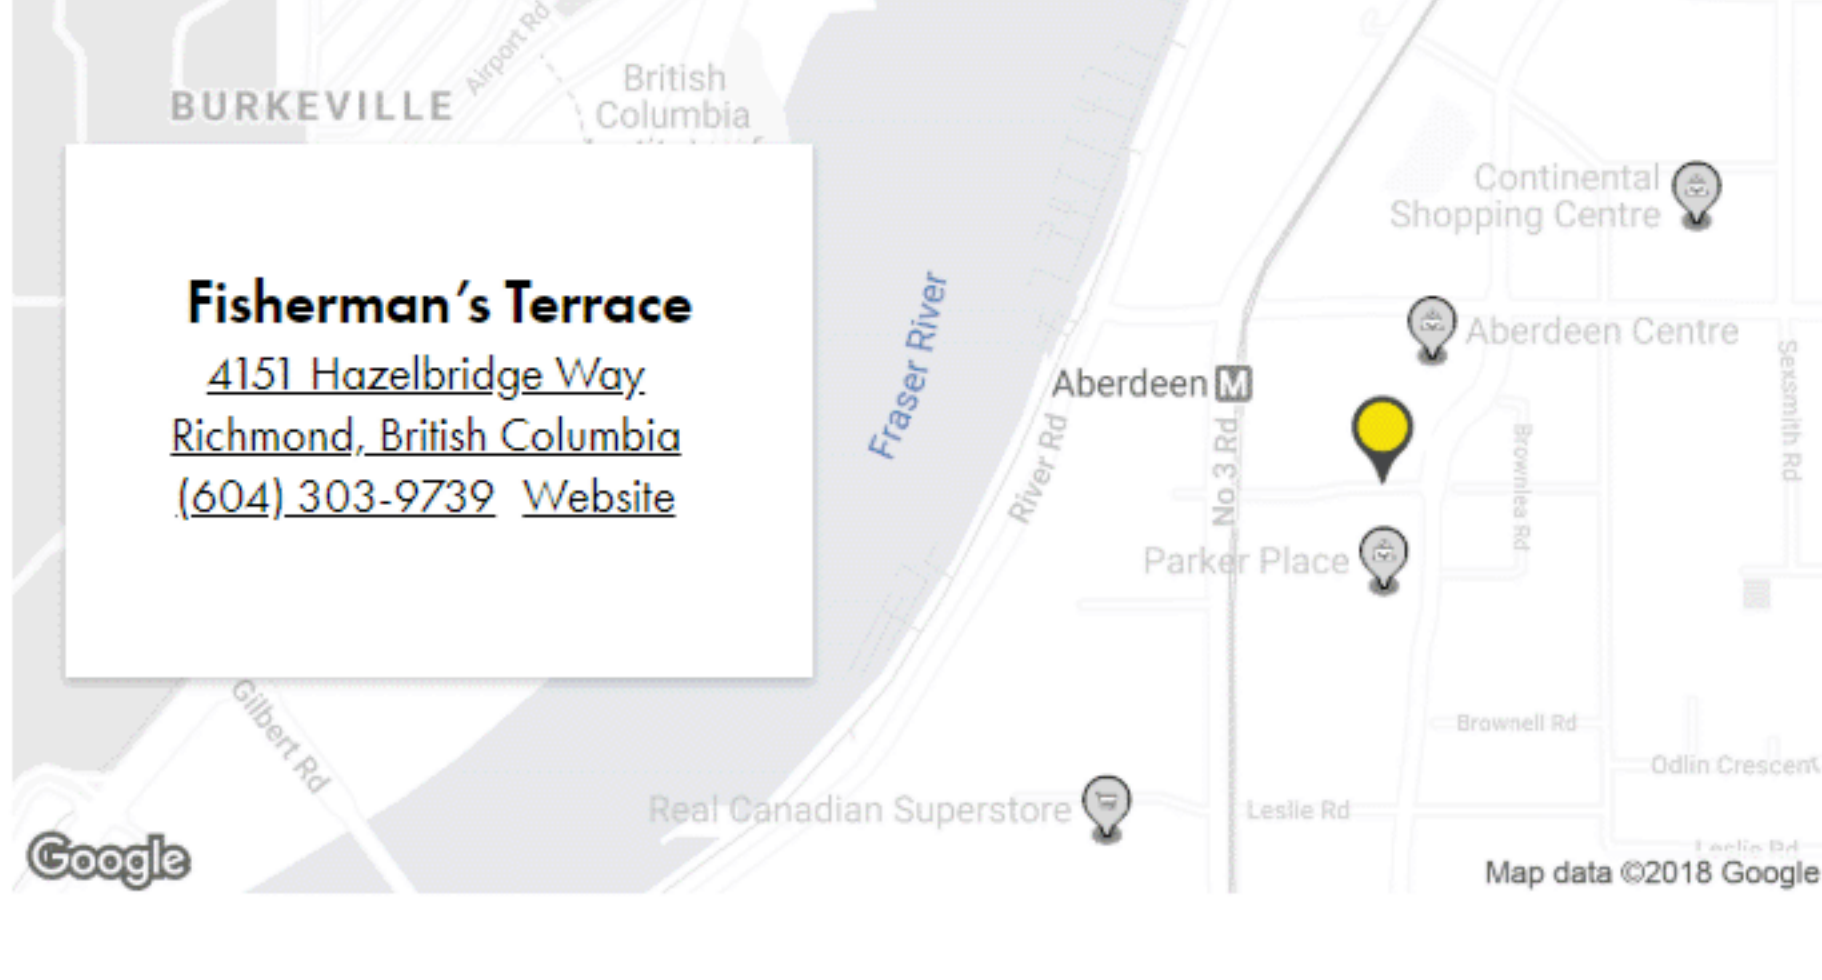 Airport Rd
BURKEVILLE
British
Columbia
Continental
Shopping Centre
Fisherman's Terrace
4151 Hazelbridge Way
Richmond, British Columbia
(604) 303-9739 Website
Fraser River
Aberdeen Centre
Aberdeen M
Sexsmith Rd
River Rd
No.3 Rd
Brownlea Rd
Parker Place
Gilbert Rd
Brownell Rd
Odlin Crescent
Real Canadian Superstore
Leslie Rd
Leslie Rd
Google
Map data ©2018 Google